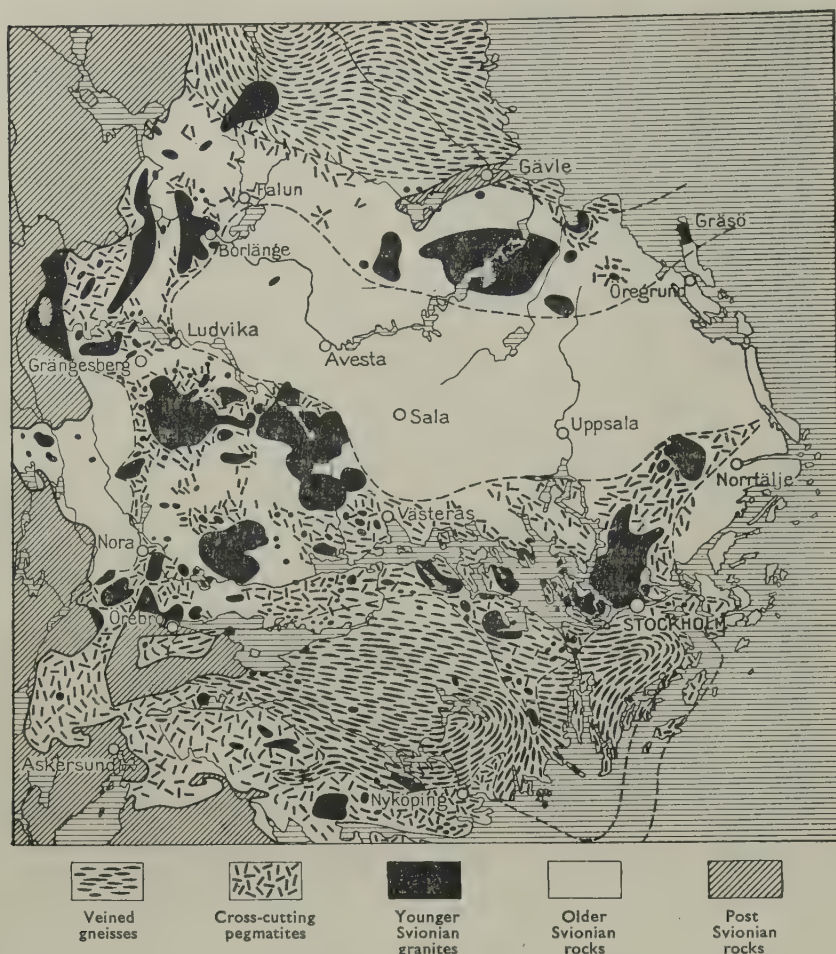 Gävle
Falun
Gräsö
Borlänge
Öregrund
Ludvika
Avesta
Grängesberg
Sala
Uppsala
Norrtälje
Västerås
Nora
Örebro
STOCKHOLM
Askersund
Nyköping
Veined
gneisses
Cross-cutting
pegmatites
Younger
Svionian
granites
Older
Svionian
rocks
Post
Svionian
rocks